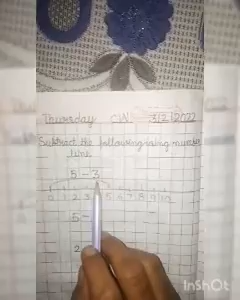 Thursday C.W 3/2/2022
Subtract the following using number
line
5 - 3
0 1 2 3 4 5 6 7 8 9 10
5 -
2
InShOt